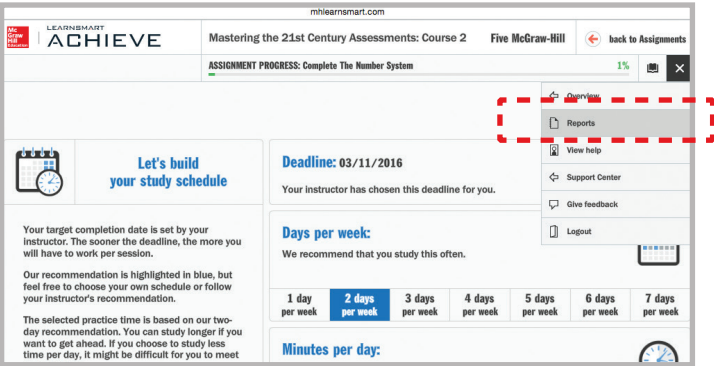 mhlearnsmart.com
Mc
Graw
Hill
Education
LEARNSMART
ACHIEVE
Mastering the 21st Century Assessments: Course 2
Five McGraw-Hill
back to Assignments
ASSIGNMENT PROGRESS: Complete The Number System
1%
Overview
Reports
View help
Support Center
Give feedback
Logout
Let's build
your study schedule
Your target completion date is set by your
instructor. The sooner the deadline, the more you
will have to work per session.
Our recommendation is highlighted in blue, but
feel free to choose your own schedule or follow
your instructor's recommendation.
The selected practice time is based on our two-
day recommendation. You can study longer if you
want to get ahead. If you choose to study less
time per day, it might be difficult for you to meet
Deadline: 03/11/2016
Your instructor has chosen this deadline for you.
Days per week:
We recommend that you study this often.
1 day
per week
2 days
per week
3 days
per week
4 days
per week
5 days
per week
6 days
per week
7 days
per week
Minutes per day: